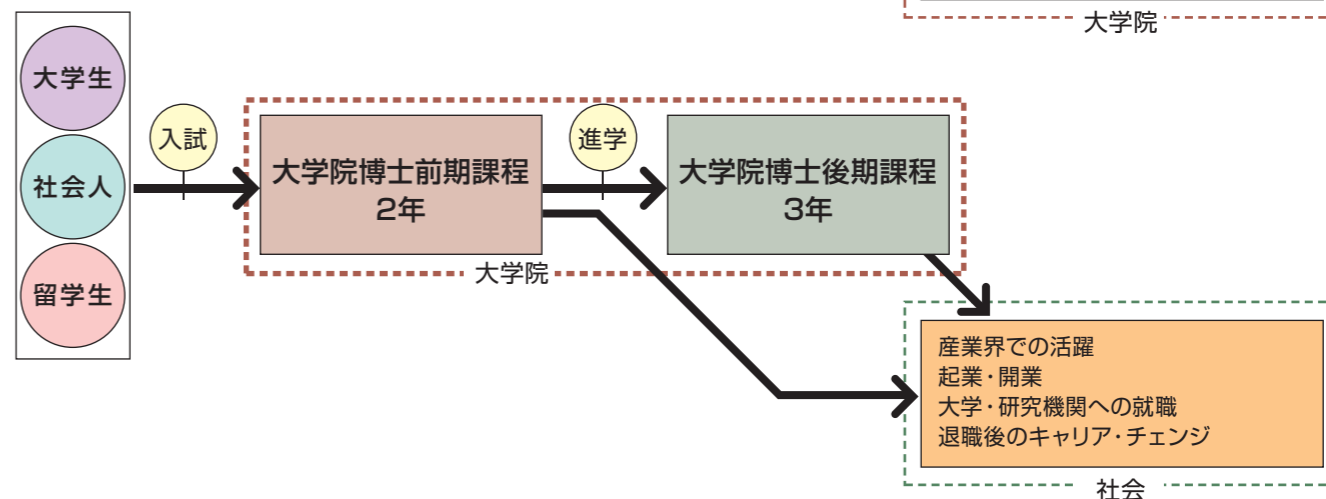 大学院
大学生
社会人
留学生
入試
大学院博士前期課程
2年
進学
大学院博士後期課程
3年
大学院
産業界での活躍
起業・開業
大学・研究機関への就職
退職後のキャリア・チェンジ
社会